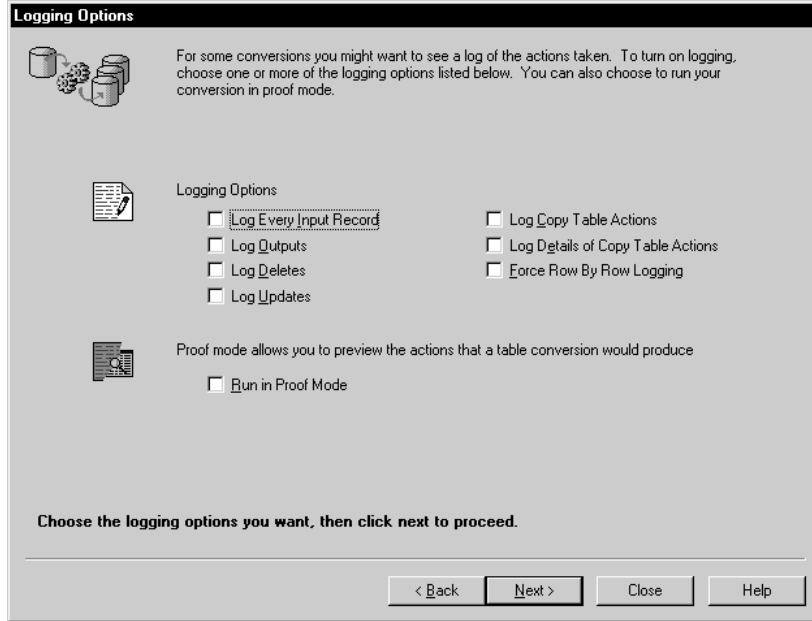 Logging Options
For some conversions you might want to see a log of the actions taken. To turn on logging,
choose one or more of the logging options listed below. You can also choose to run your
conversion in proof mode.
Logging Options
Log Every Input Record
Log Outputs
Log Deletes
Log Updates
Log Copy Table Actions
Log Details of Copy Table Actions
Force Row By Row Logging
Proof mode allows you to preview the actions that a table conversion would produce
Run in Proof Mode
Choose the logging options you want, then click next to proceed.
< Back
Next >
Close
Help